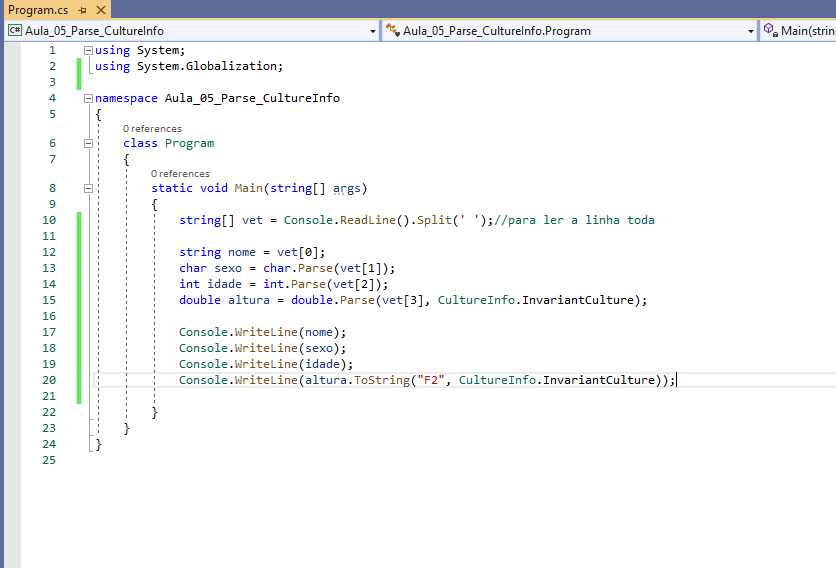 Program.cs
C# Aula_05_Parse_CultureInfo Aula_05_Parse_CultureInfo.Program Main(strin
1 using System;
2 using System.Globalization;
3
4 namespace Aula_05_Parse_CultureInfo
5 {
0 references
6 class Program
7 {
0 references
8 static void Main(string[] args)
9 {
10 string[] vet = Console.ReadLine().Split(' ');//para ler a linha toda
11
12 string nome = vet[0];
13 char sexo = char.Parse(vet[1]);
14 int idade = int.Parse(vet[2]);
15 double altura = double.Parse(vet[3], CultureInfo.InvariantCulture);
16
17 Console.WriteLine(nome);
18 Console.WriteLine(sexo);
19 Console.WriteLine(idade);
20 Console.WriteLine(altura.ToString("F2", CultureInfo.InvariantCulture));
21
22 }
23 }
24 }
25